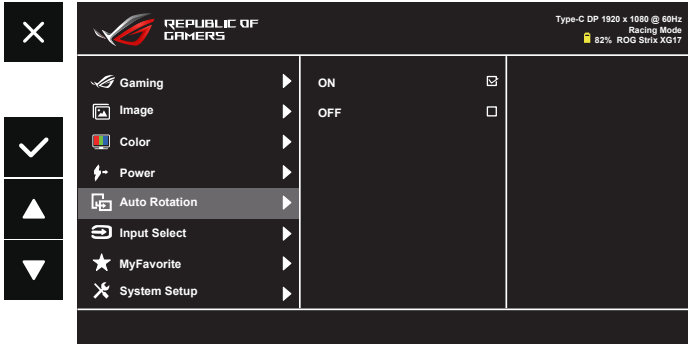 REPUBLIC OF
GAMERS
Type-C DP 1920 x 1080 @ 60Hz
Racing Mode
82% ROG Strix XG17
Gaming
Image
Color
Power
Auto Rotation
Input Select
MyFavorite
System Setup
ON
OFF